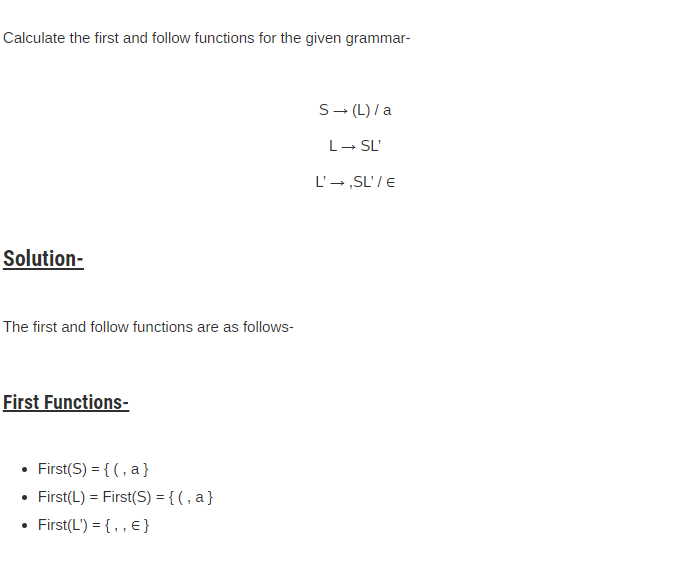 Calculate the first and follow functions for the given grammar-
S → (L) / a
L → SL’
L’ → ,SL’ / ∈
Solution-
The first and follow functions are as follows-
First Functions-
• First(S) = { ( , a }
• First(L) = First(S) = { ( , a }
• First(L’) = { , , ∈ }